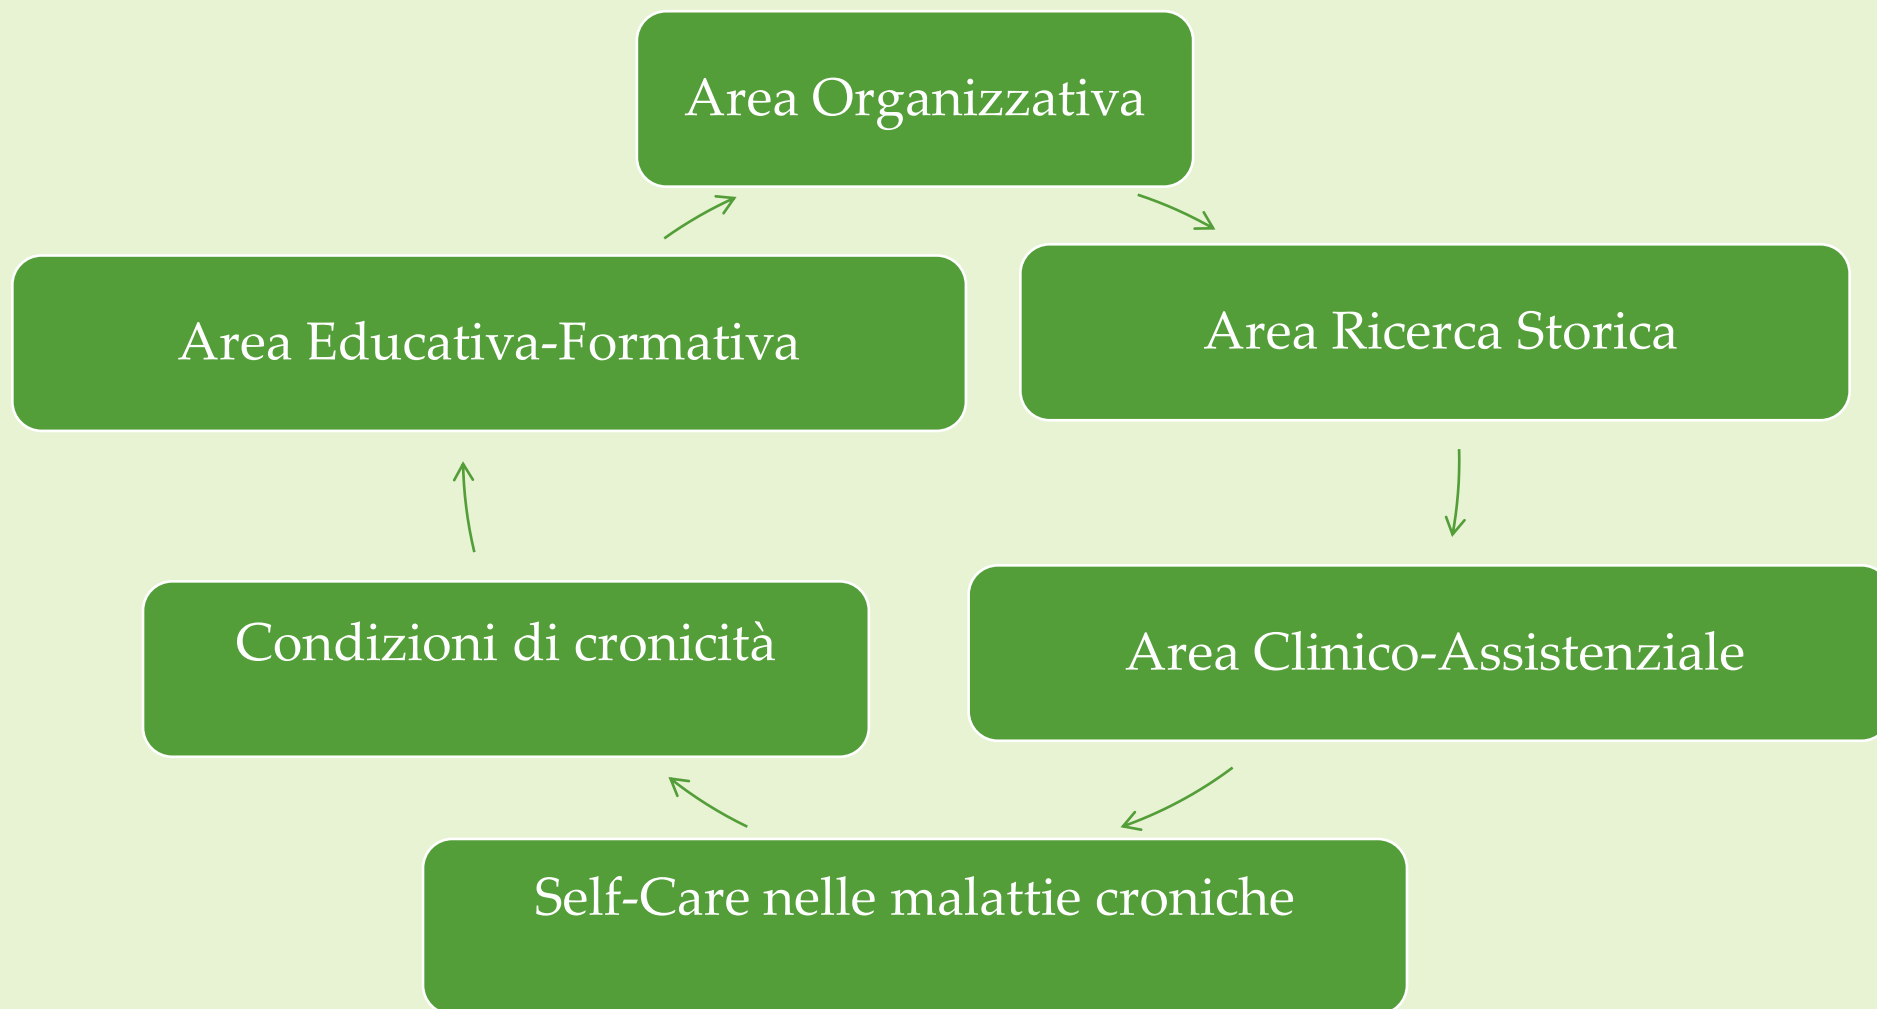 Area Organizzativa
Area Educativa-Formativa
Area Ricerca Storica
Condizioni di cronicità
Area Clinico-Assistenziale
Self-Care nelle malattie croniche